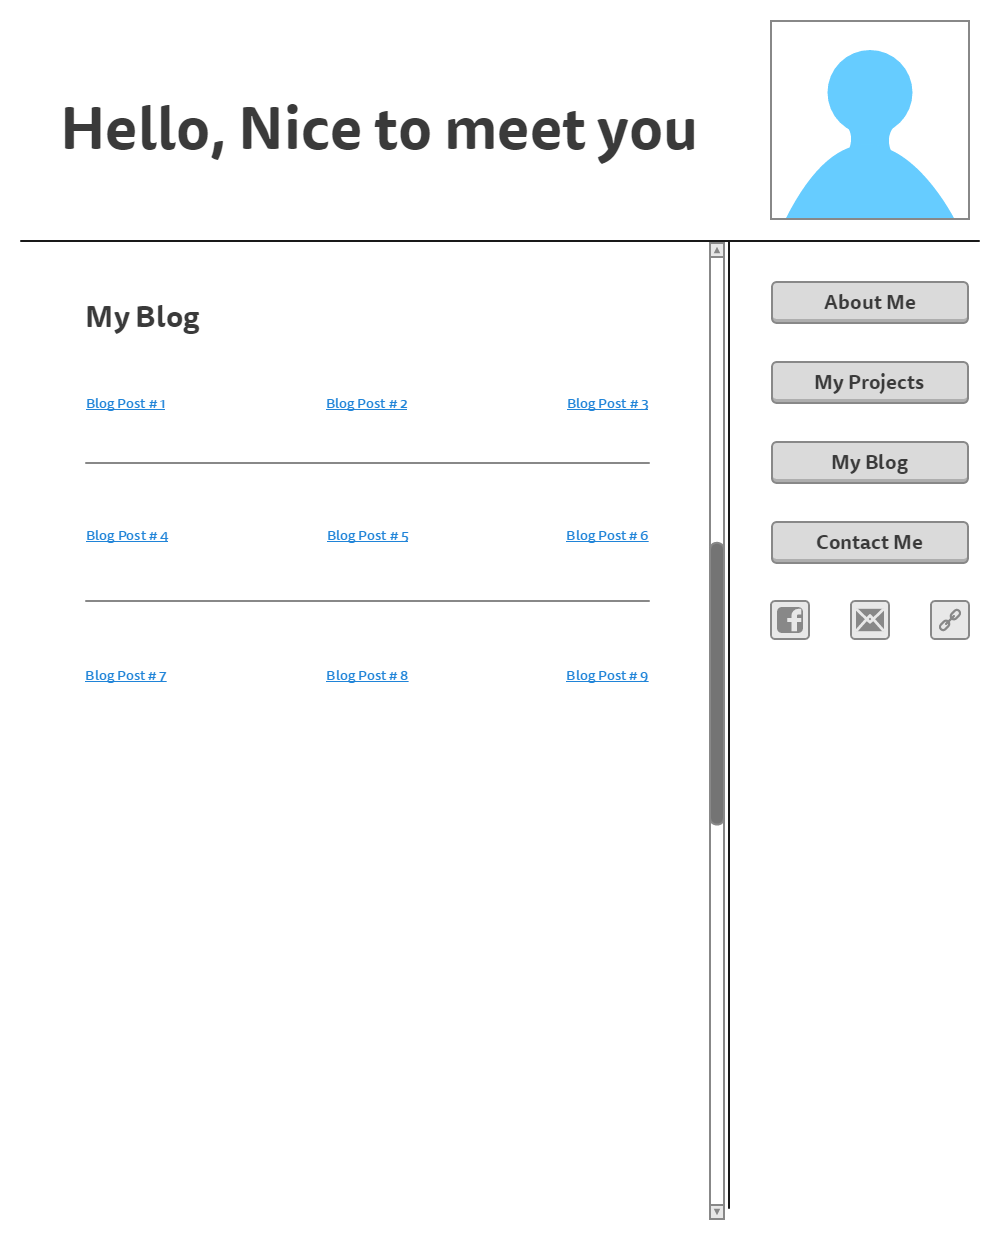 Hello, Nice to meet you
My Blog
Blog Post # 1
Blog Post # 2
Blog Post # 3
Blog Post # 4
Blog Post # 5
Blog Post # 6
Blog Post # 7
Blog Post # 8
Blog Post # 9
About Me
My Projects
My Blog
Contact Me